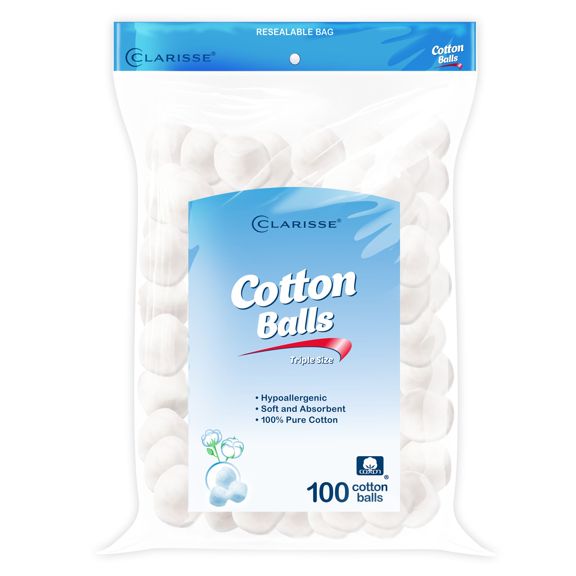 RESEALABLE BAG
CLARISSE®
Cotton
Balls
CLARISSE®
Cotton
Balls
Triple Size
• Hypoallergenic
• Soft and Absorbent
• 100% Pure Cotton
COTTON
®
100 cotton
balls